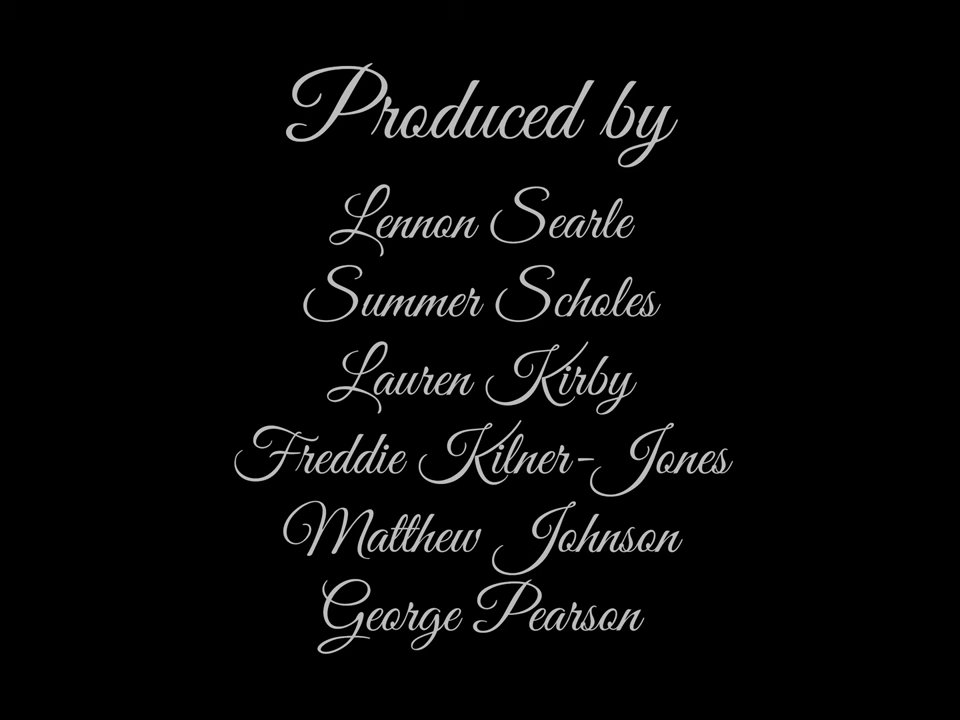 Produced by
Lennon Searle
Summer Scholes
Lauren Kirby
Freddie Kilner-Jones
Matthew Johnson
George Pearson